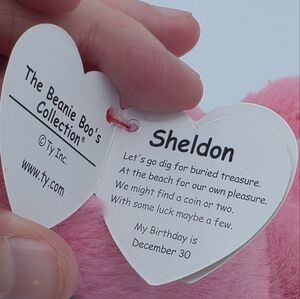 The Beanie Boo's
Collection®
© Ty Inc.
www.ty.com
Sheldon
Let's go dig for buried treasure.
At the beach for our own pleasure.
We might find a coin or two.
With some luck maybe a few.
My Birthday is
December 30